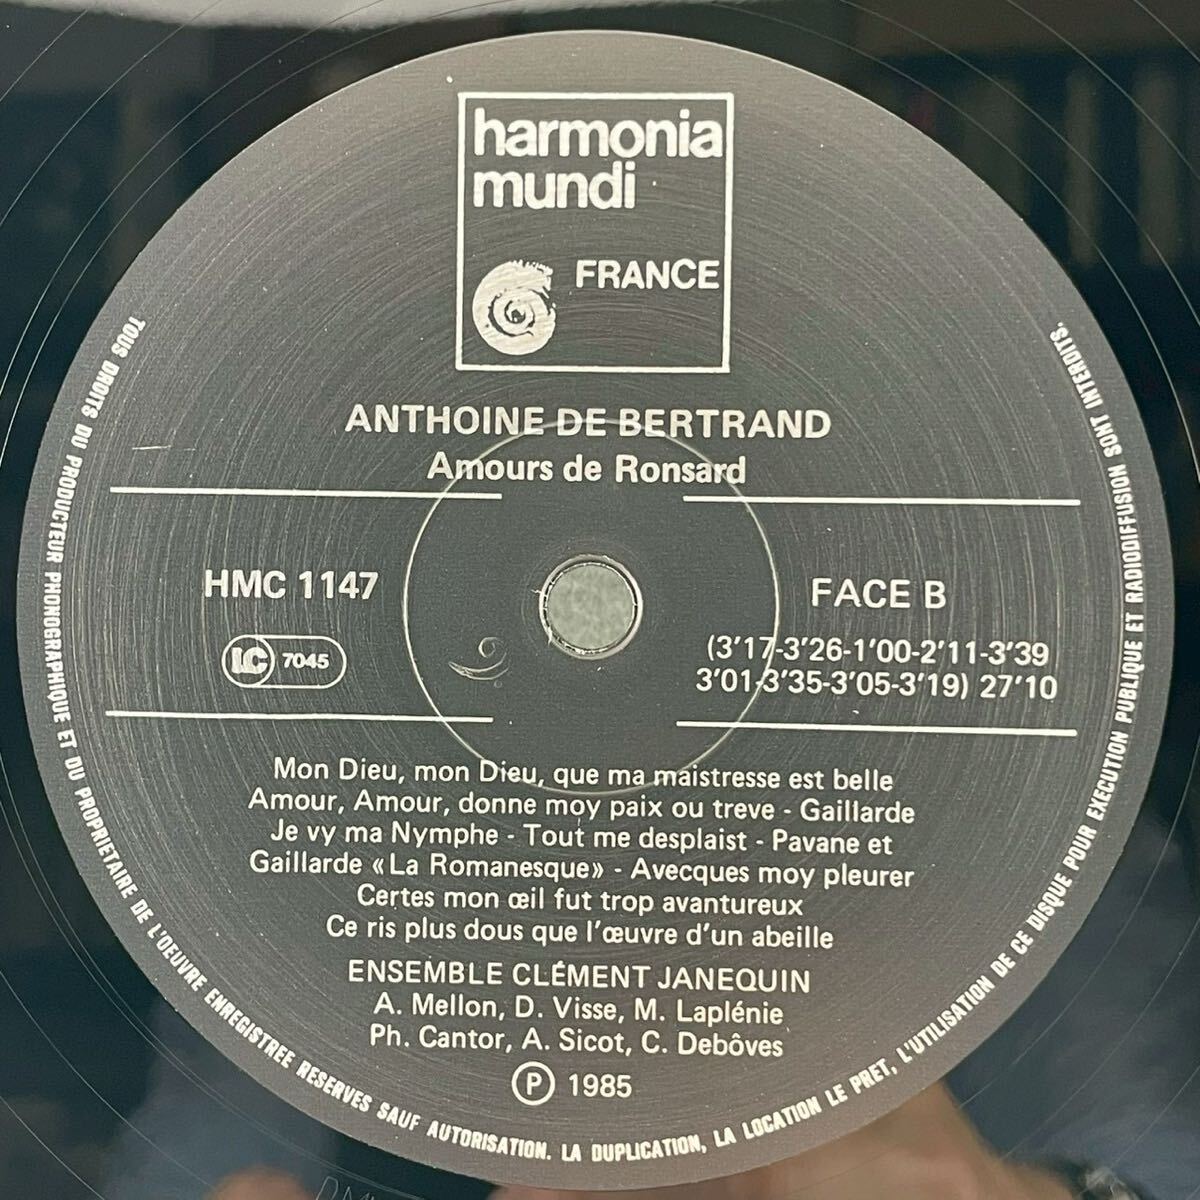 harmonia
mundi
FRANCE
ANTHOINE DE BERTRAND
Amours de Ronsard
HMC 1147
LC 7045
FACE B
(3'17-3'26-1'00-2'11-3'39
3'01-3'35-3'05-3'19) 27'10
Mon Dieu, mon Dieu, que ma maistresse est belle
Amour, Amour, donne moy paix ou treve - Gaillarde
Je vy ma Nymphe - Tout me desplaist - Pavane et
Gaillarde «La Romanesque» - Avecques moy pleurer
Certes mon œil fut trop avantureux
Ce ris plus dous que l'œuvre d'un abeille
ENSEMBLE CLÉMENT JANEQUIN
A. Mellon, D. Visse, M. Laplénie
Ph. Cantor, A. Sicot, C. Debôves
Ⓟ 1985
TOUS DROITS DU PRODUCTEUR PHONOGRAPHIQUE ET DU PROPRIETAIRE DE L'OEUVRE ENREGISTREE RESERVES SAUF AUTORISATION. LA DUPLICATION, LA LOCATION LE PRET, L'UTILISATION DE CE DISQUE POUR EXECUTION PUBLIQUE ET RADIODIFFUSION SONT INTERDITS.